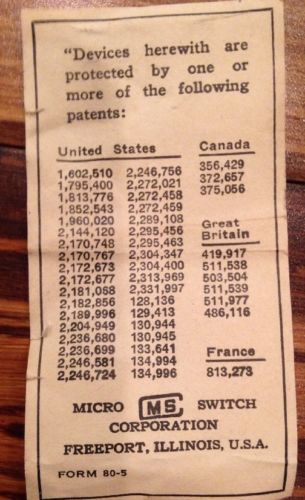 "Devices herewith are
protected by one or
more of the following
patents:
United States
1,602,510 2,246,756
1,795,400 2,272,021
1,813,776 2,272,458
1,852,543 2,272,459
1,960,020 2,289,108
2,144,120 2,295,456
2,170,748 2,295,463
2,170,767 2,304,347
2,172,673 2,304,400
2,172,677 2,313,969
2,181,068 2,331,997
2,182,856 128,136
2,189,996 129,413
2,204,949 130,944
2,236,680 130,945
2,236,699 133,641
2,246,581 134,994
2,246,724 134,996
Canada
356,429
372,657
375,056
Great
Britain
419,917
511,538
503,504
511,539
511,977
486,116
France
813,273
MICRO MS SWITCH
CORPORATION
FREEPORT, ILLINOIS, U.S.A.
FORM 80-5